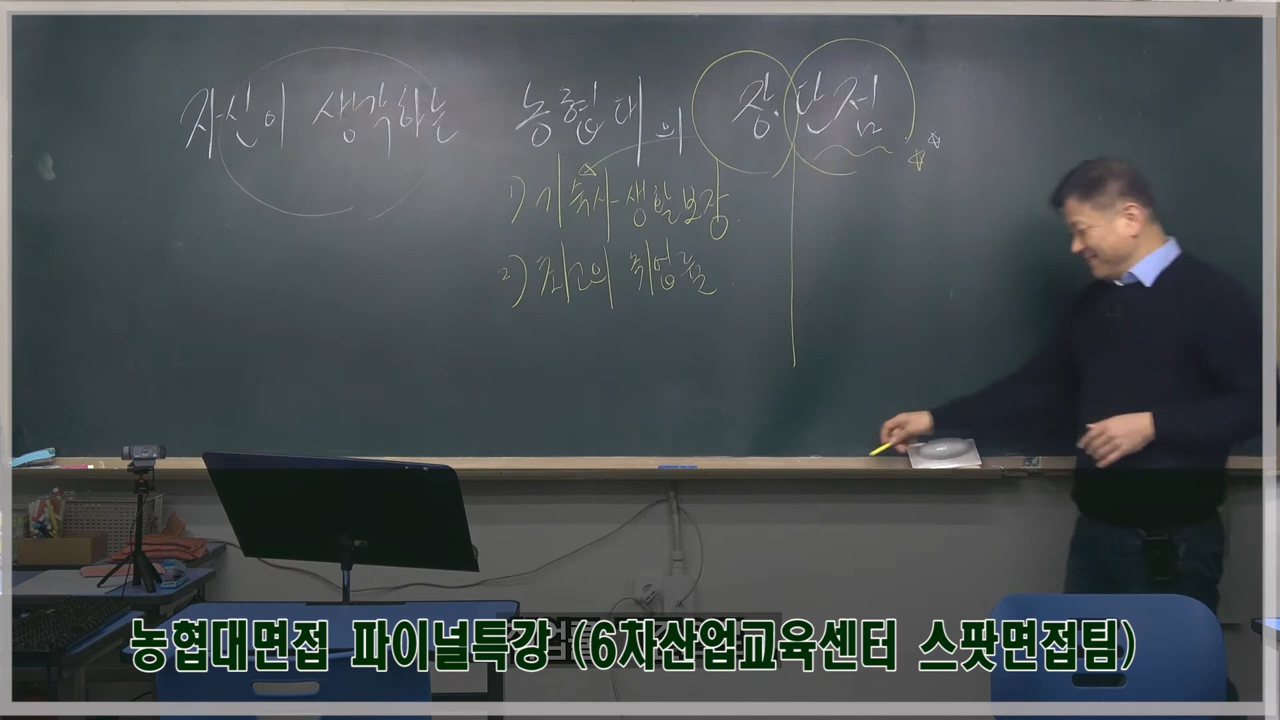 자신이 생각하는 농협대의 장.단점
1) 기숙사-생활보장.
2) 최고의 취업률
농협대면접 파이널특강 (6차산업교육센터 스팟면접팀)